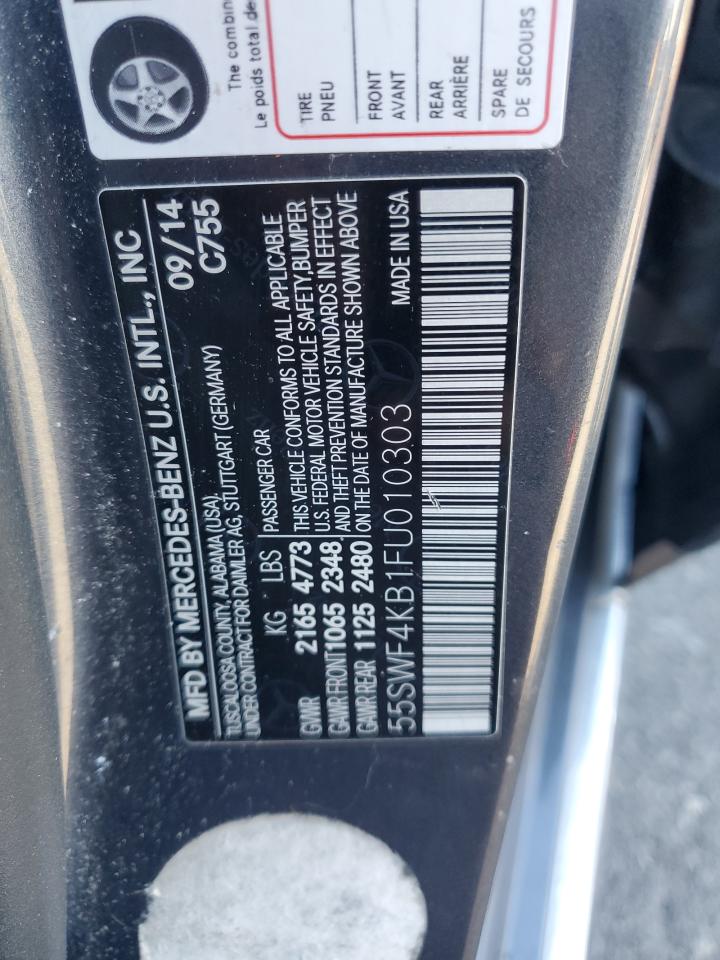 The combin
Le poids total de
TIRE
PNEU
FRONT
AVANT
REAR
ARRIÈRE
SPARE
DE SECOURS
MFD BY MERCEDES-BENZ U.S. INTL., INC 09/14
TUSCALOOSA COUNTY, ALABAMA (USA), C755
UNDER CONTRACT FOR DAIMLER AG, STUTTGART (GERMANY)
KG LBS PASSENGER CAR
GVWR 2165 4773 THIS VEHICLE CONFORMS TO ALL APPLICABLE
GAWR FRONT 1065 2348 U.S. FEDERAL MOTOR VEHICLE SAFETY, BUMPER
AND THEFT PREVENTION STANDARDS IN EFFECT
GAWR REAR 1125 2480 ON THE DATE OF MANUFACTURE SHOWN ABOVE
55SWF4KB1FU010303 MADE IN USA